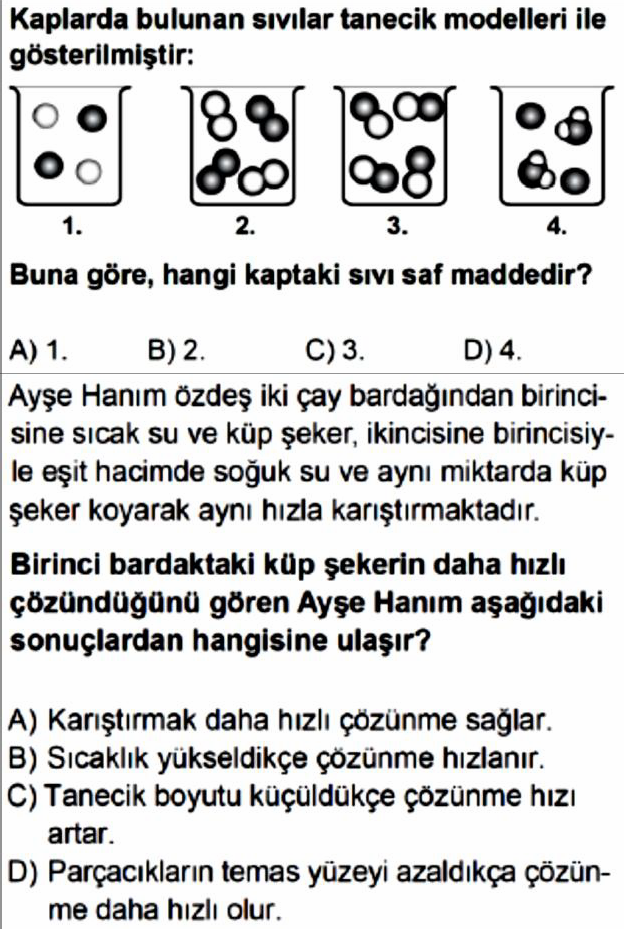 Kaplarda bulunan sıvılar tanecik modelleri ile
gösterilmiştir:
1. 2. 3. 4.
Buna göre, hangi kaptaki sıvı saf maddedir?
A) 1. B) 2. C) 3. D) 4.
Ayşe Hanım özdeş iki çay bardağından birinci-
sine sıcak su ve küp şeker, ikincisine birincisiy-
le eşit hacimde soğuk su ve aynı miktarda küp
şeker koyarak aynı hızla karıştırmaktadır.
Birinci bardaktaki küp şekerin daha hızlı
çözündüğünü gören Ayşe Hanım aşağıdaki
sonuçlardan hangisine ulaşır?
A) Karıştırmak daha hızlı çözünme sağlar.
B) Sıcaklık yükseldikçe çözünme hızlanır.
C) Tanecik boyutu küçüldükçe çözünme hızı
artar.
D) Parçacıkların temas yüzeyi azaldıkça çözün-
me daha hızlı olur.